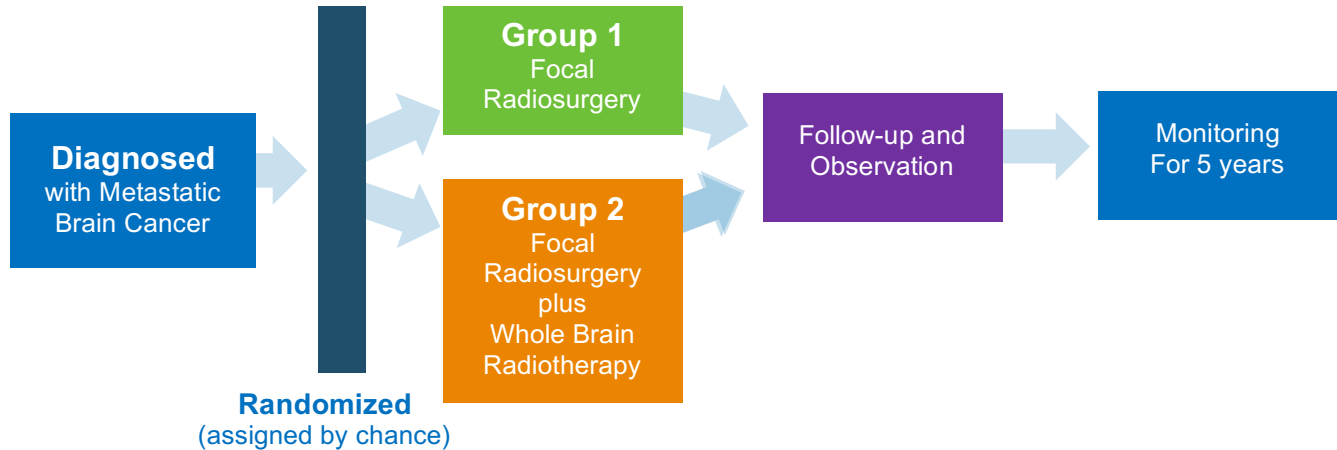 Diagnosed
with Metastatic
Brain Cancer
Randomized
(assigned by chance)
Group 1
Focal
Radiosurgery
Group 2
Focal
Radiosurgery
plus
Whole Brain
Radiotherapy
Follow-up and
Observation
Monitoring
For 5 years